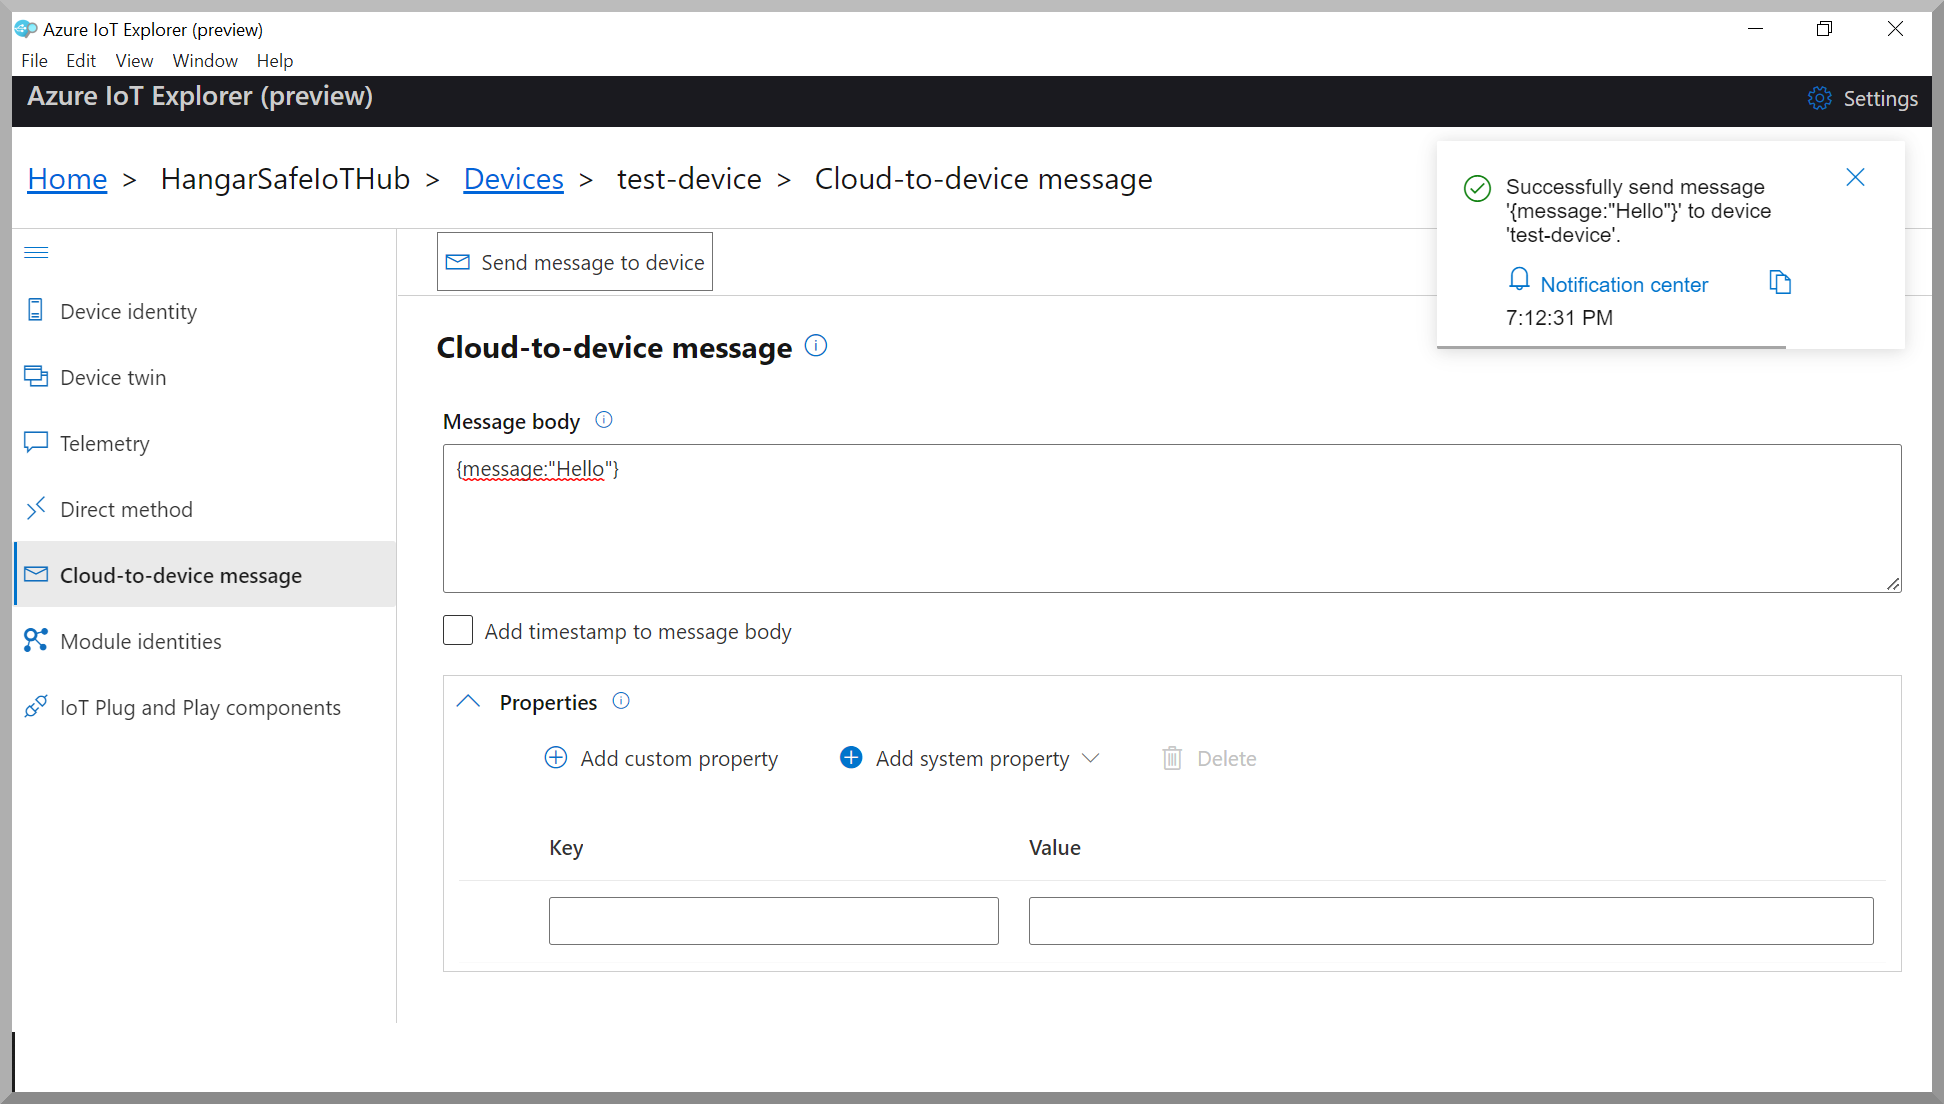 Azure IoT Explorer (preview)
File Edit View Window Help
Azure IoT Explorer (preview)
Settings
Home > HangarSafeIoTHub > Devices > test-device > Cloud-to-device message
Successfully send message
'{message:"Hello"}' to device
'test-device'.
Notification center
7:12:31 PM
Device identity
Device twin
Telemetry
Direct method
Cloud-to-device message
Module identities
IoT Plug and Play components
Send message to device
Cloud-to-device message
Message body
{message:"Hello"}
Add timestamp to message body
Properties
Add custom property Add system property Delete
Key Value